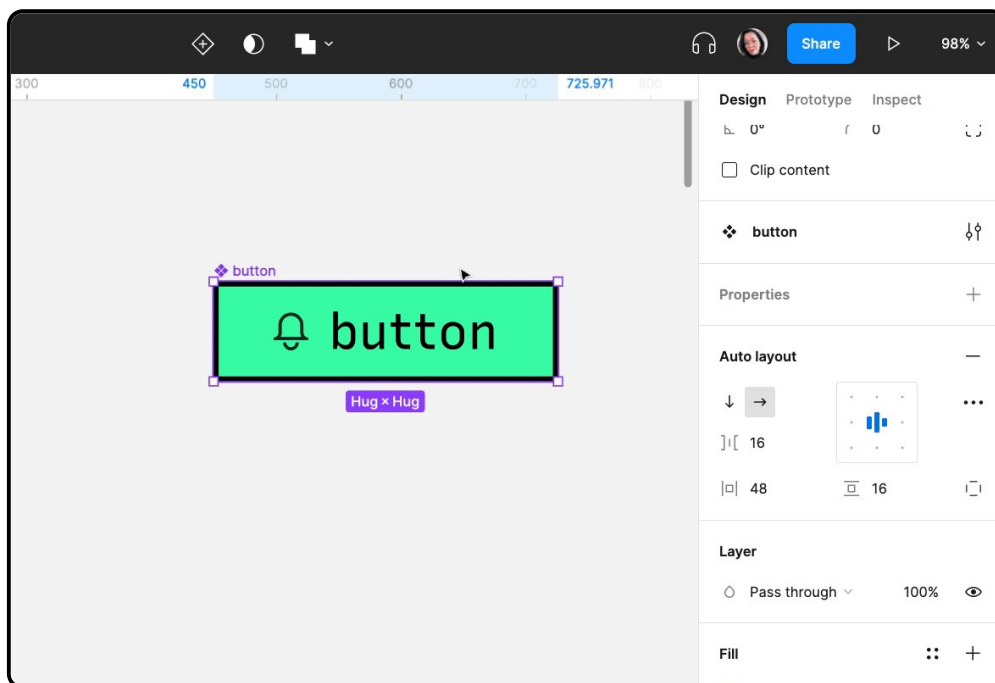 Share
98%
300 450 500 600 700 725.971 800
Design Prototype Inspect
0° 0
Clip content
button
button
button
Properties
Auto layout
Hug × Hug
16
48 16
Layer
Pass through 100%
Fill